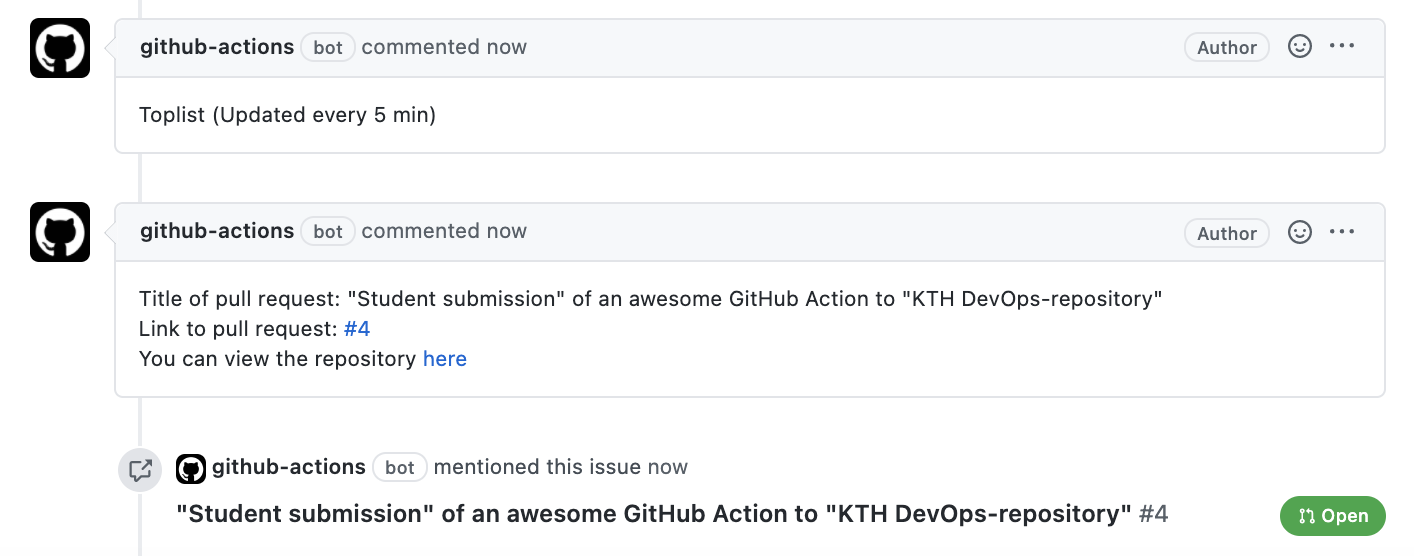 github-actions bot commented now Author
Toplist (Updated every 5 min)
github-actions bot commented now Author
Title of pull request: "Student submission" of an awesome GitHub Action to "KTH DevOps-repository"
Link to pull request: #4
You can view the repository here
github-actions bot mentioned this issue now
"Student submission" of an awesome GitHub Action to "KTH DevOps-repository" #4 Open